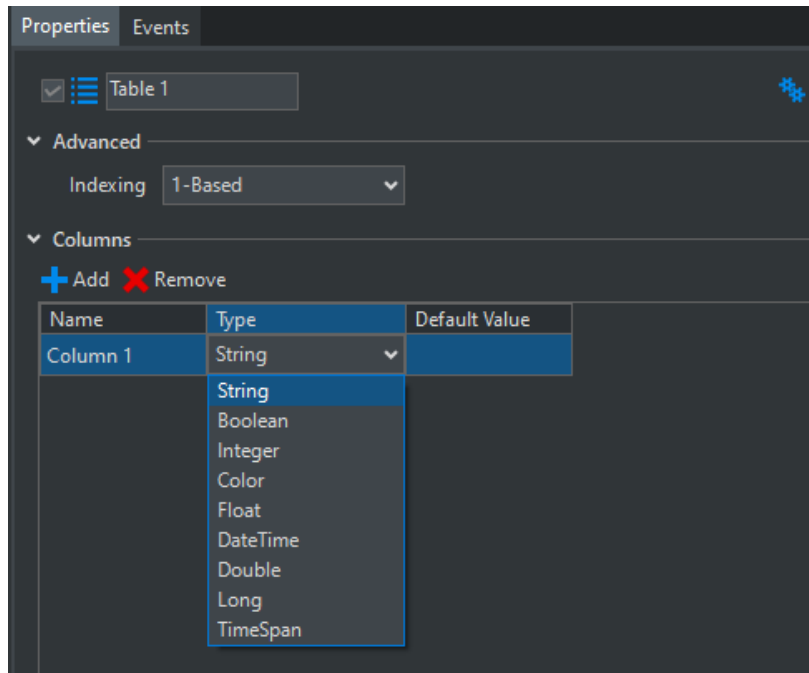 Properties Events
Table 1
Advanced
Indexing 1-Based
Columns
Add Remove
Name Type Default Value
Column 1 String
String
Boolean
Integer
Color
Float
DateTime
Double
Long
TimeSpan